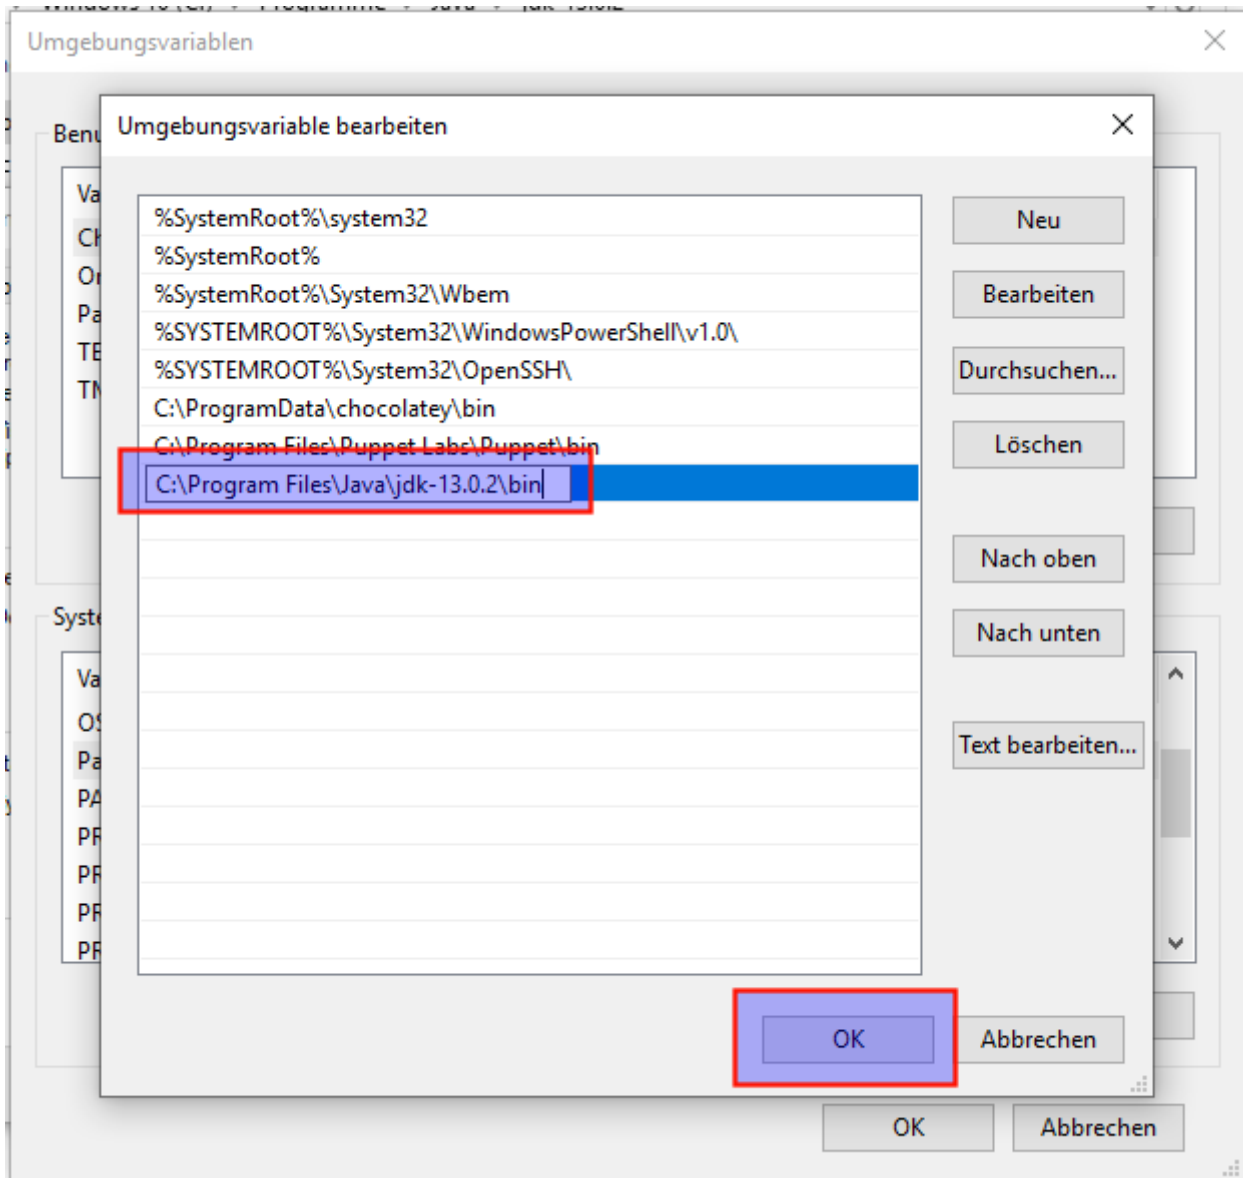 Umgebungsvariablen
Umgebungsvariable bearbeiten
%SystemRoot%\system32
%SystemRoot%
%SystemRoot%\System32\Wbem
%SYSTEMROOT%\System32\WindowsPowerShell\v1.0\
%SYSTEMROOT%\System32\OpenSSH\
C:\ProgramData\chocolatey\bin
C:\Program Files\Puppet Labs\Puppet\bin
C:\Program Files\Java\jdk-13.0.2\bin
Neu
Bearbeiten
Durchsuchen...
Löschen
Nach oben
Nach unten
Text bearbeiten...
OK
Abbrechen
OK
Abbrechen